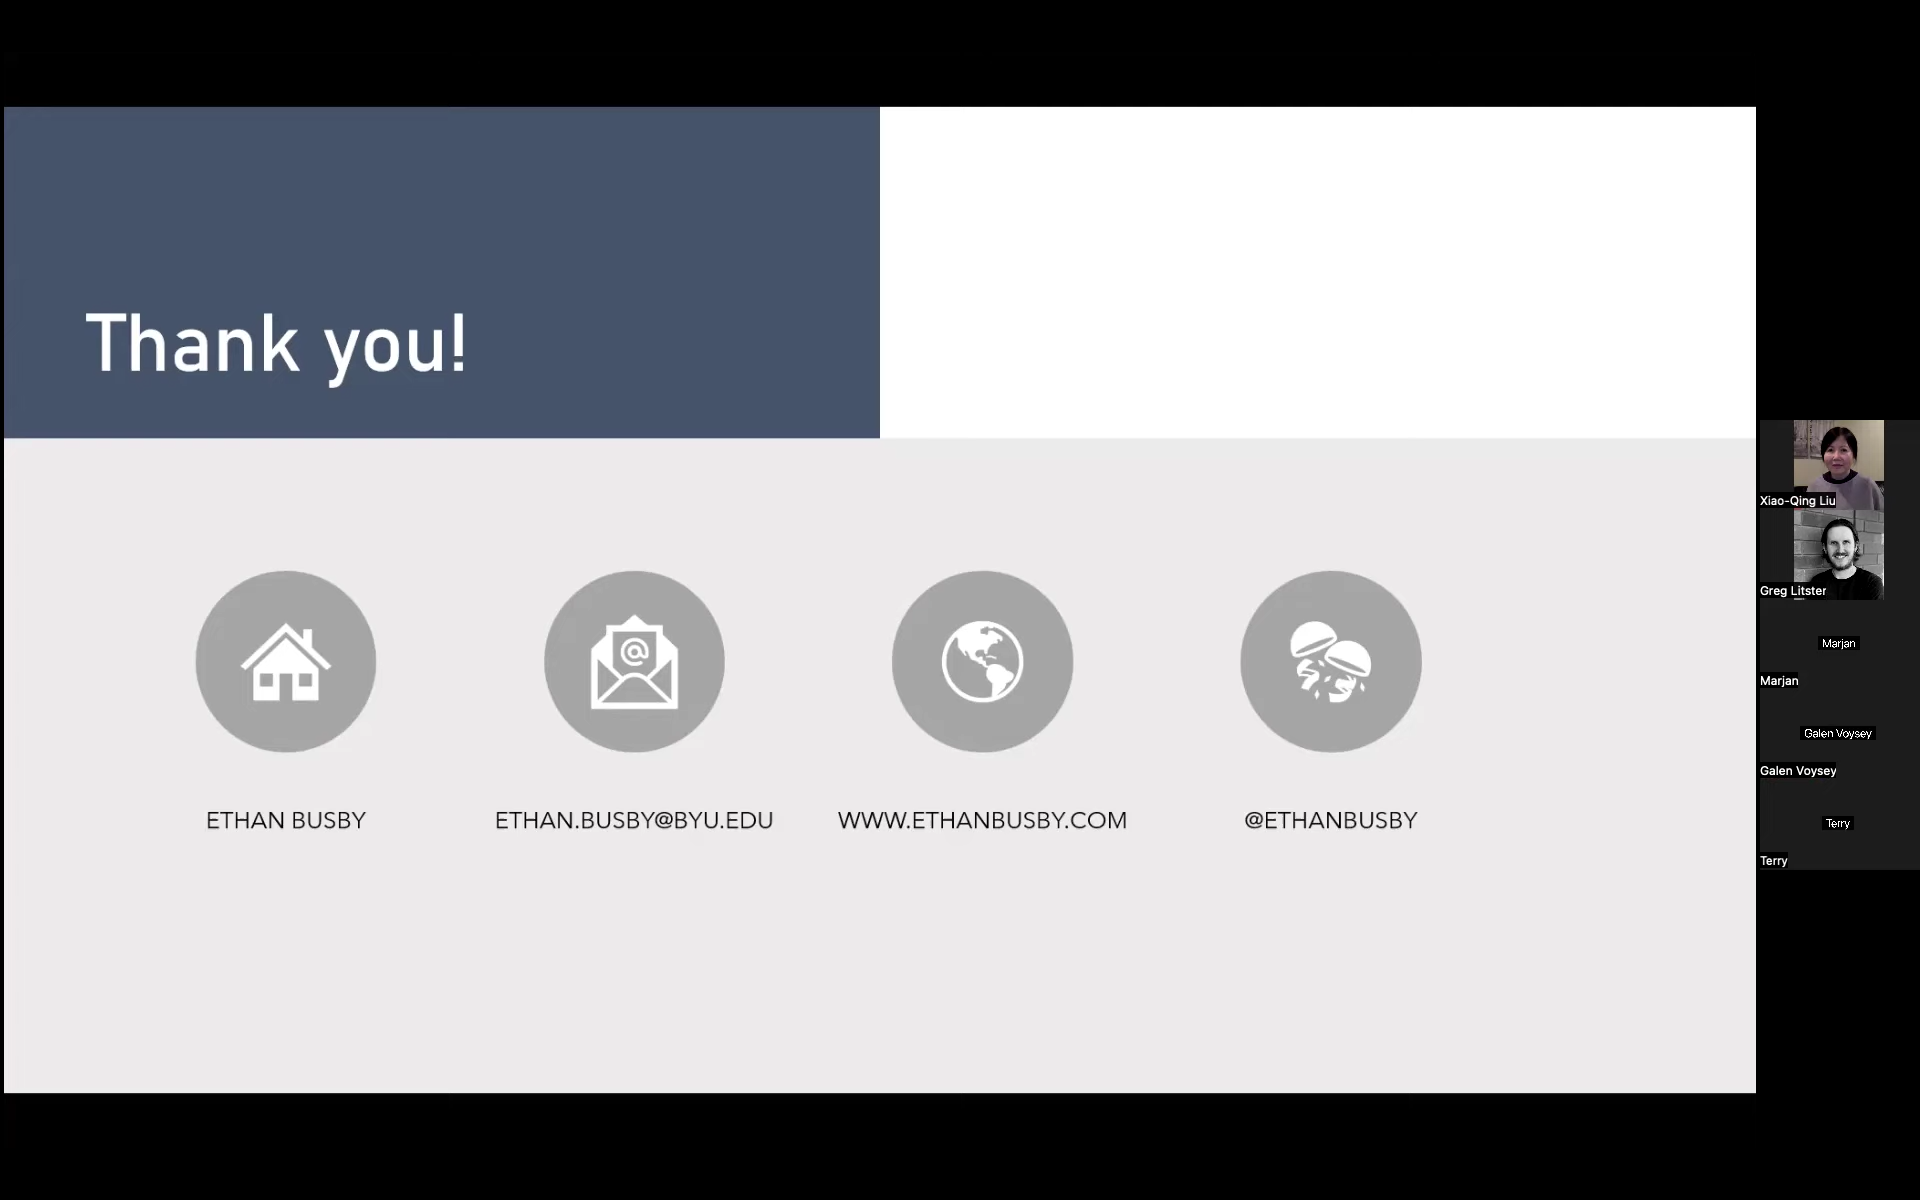 Thank you!
ETHAN BUSBY
ETHAN.BUSBY@BYU.EDU
WWW.ETHANBUSBY.COM
@ETHANBUSBY
Xiao-Qing Liu
Greg Litster
Marjan
Marjan
Galen Voysey
Galen Voysey
Terry
Terry